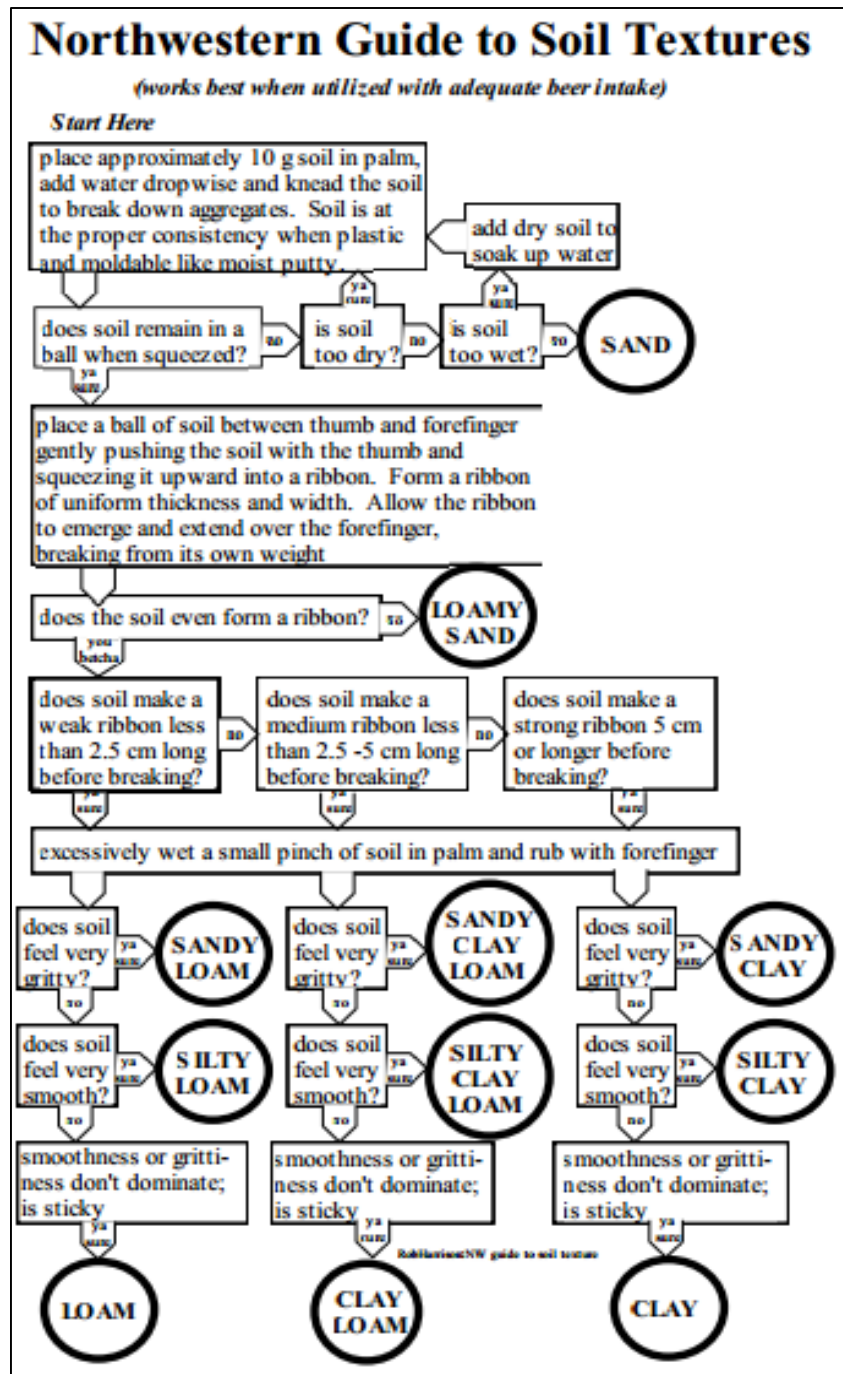 Northwestern Guide to Soil Textures
(works best when utilized with adequate beer intake)
Start Here
place approximately 10 g soil in palm,
add water dropwise and knead the soil
to break down aggregates. Soil is at
the proper consistency when plastic
and moldable like moist putty.
add dry soil to
soak up water
ya
sure
ya
sure
does soil remain in a
ball when squeezed?
no
is soil
too dry?
no
is soil
too wet?
no
SAND
ya
sure
place a ball of soil between thumb and forefinger
gently pushing the soil with the thumb and
squeezing it upward into a ribbon. Form a ribbon
of uniform thickness and width. Allow the ribbon
to emerge and extend over the forefinger,
breaking from its own weight
does the soil even form a ribbon?
no
LOAMY
SAND
you
betcha
does soil make a
weak ribbon less
than 2.5 cm long
before breaking?
no
does soil make a
medium ribbon less
than 2.5 -5 cm long
before breaking?
no
does soil make a
strong ribbon 5 cm
or longer before
breaking?
ya
sure
ya
sure
ya
sure
excessively wet a small pinch of soil in palm and rub with forefinger
does soil
feel very
gritty?
ya
sure
SANDY
LOAM
does soil
feel very
gritty?
ya
sure
SANDY
CLAY
LOAM
does soil
feel very
gritty?
ya
sure
SANDY
CLAY
no
no
no
does soil
feel very
smooth?
ya
sure
SILTY
LOAM
does soil
feel very
smooth?
ya
sure
SILTY
CLAY
LOAM
does soil
feel very
smooth?
ya
sure
SILTY
CLAY
no
no
no
smoothness or gritti-
ness don't dominate;
is sticky
smoothness or gritti-
ness don't dominate;
is sticky
smoothness or gritti-
ness don't dominate;
is sticky
ya
sure
ya
sure
ya
sure
RobHarrison:NW guide to soil texture
LOAM
CLAY
LOAM
CLAY